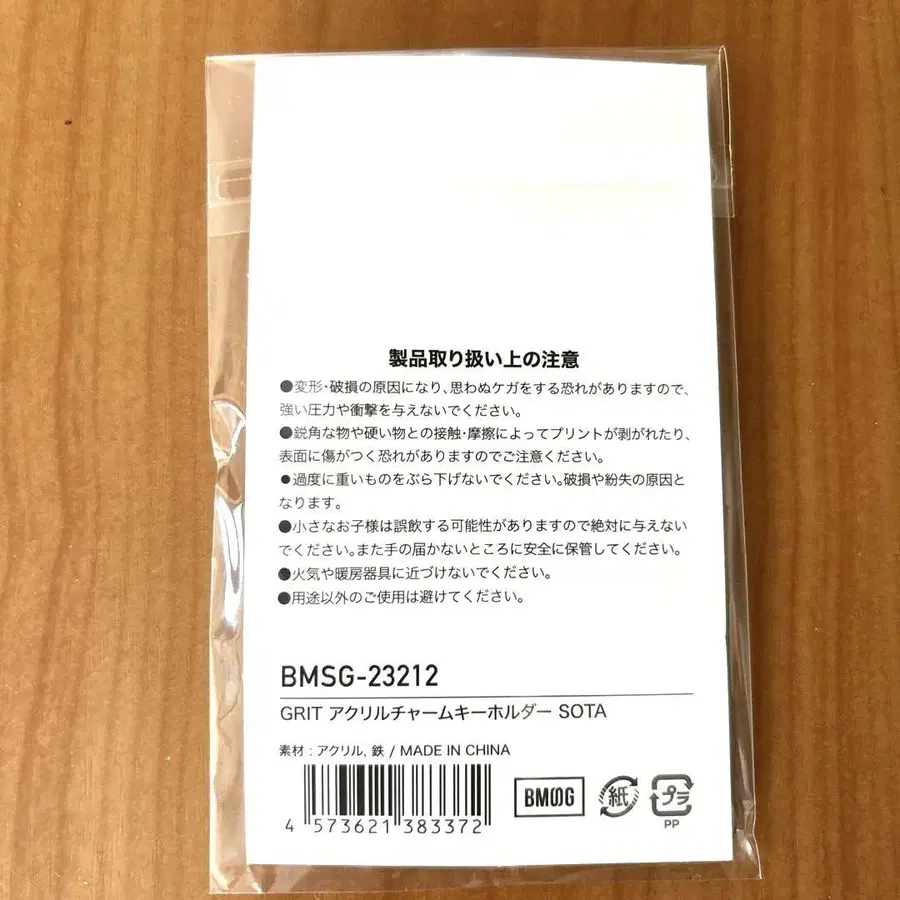 製品取り扱い上の注意
●変形・破損の原因になり、思わぬケガをする恐れがありますので、
強い圧力や衝撃を与えないでください。
●鋭角な物や硬い物との接触・摩擦によってプリントが剥がれたり、
表面に傷がつく恐れがありますのでご注意ください。
●過度に重いものをぶら下げないでください。破損や紛失の原因と
なります。
●小さなお子様は誤飲する可能性がありますので絶対に与えない
でください。また手の届かないところに安全に保管してください。
●火気や暖房器具に近づけないでください。
●用途以外のご使用は避けてください。
BMSG-23212
GRIT アクリルチャームキーホルダー SOTA
素材 : アクリル, 鉄 / MADE IN CHINA
4 573621 383372
BMSG
紙
プラ
PP